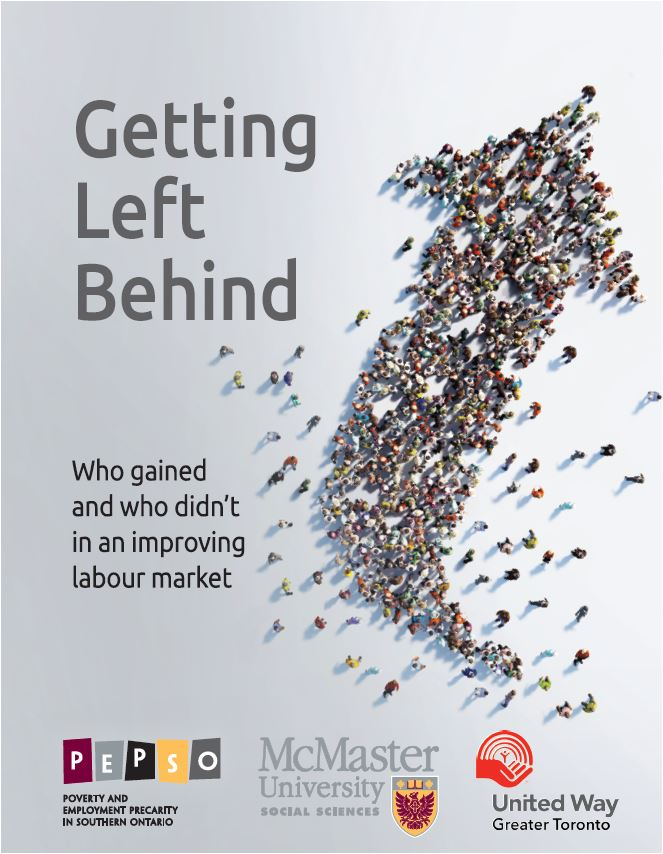 Getting
Left
Behind
Who gained
and who didn't
in an improving
labour market
PEPSO
POVERTY AND
EMPLOYMENT PRECARITY
IN SOUTHERN ONTARIO
McMaster
University
SOCIAL SCIENCES
United Way
Greater Toronto